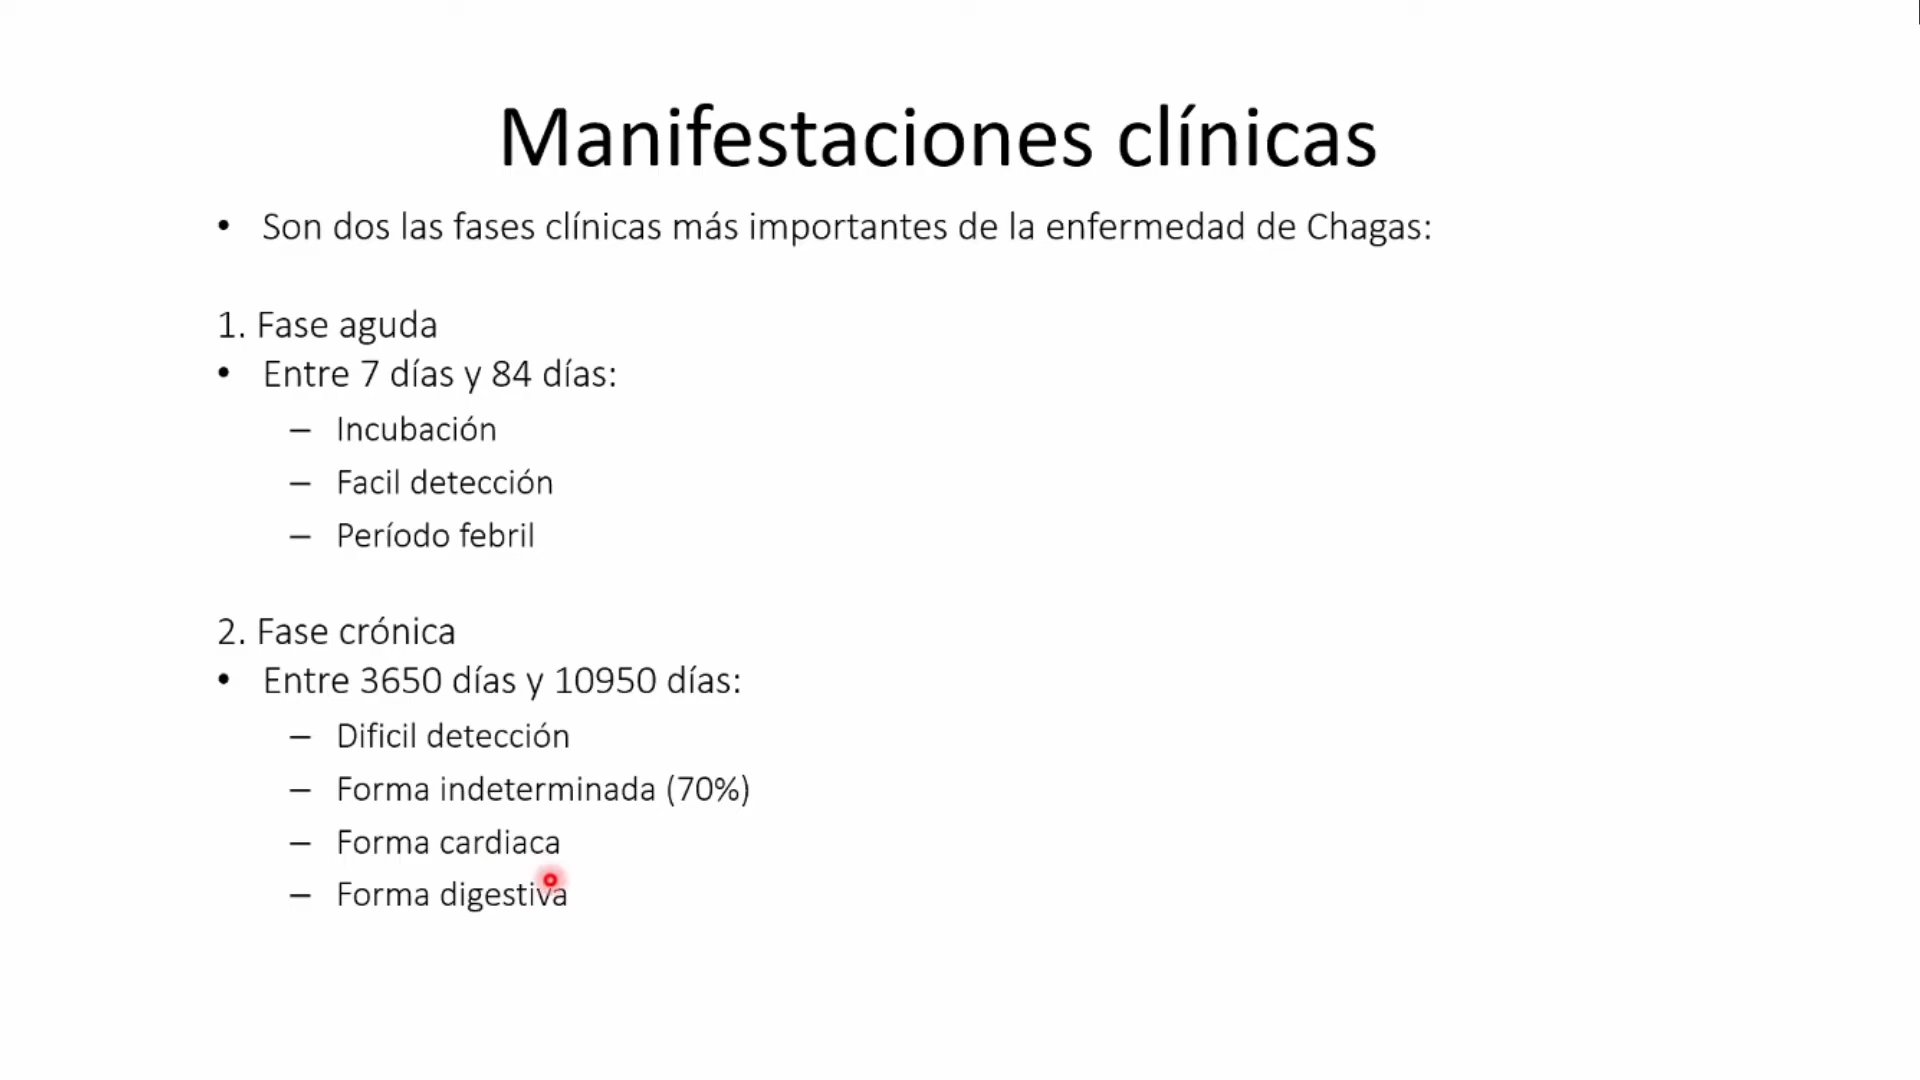 Manifestaciones clínicas
• Son dos las fases clínicas más importantes de la enfermedad de Chagas:
1. Fase aguda
• Entre 7 días y 84 días:
– Incubación
– Facil detección
– Período febril
2. Fase crónica
• Entre 3650 días y 10950 días:
– Dificil detección
– Forma indeterminada (70%)
– Forma cardiaca
– Forma digestiva